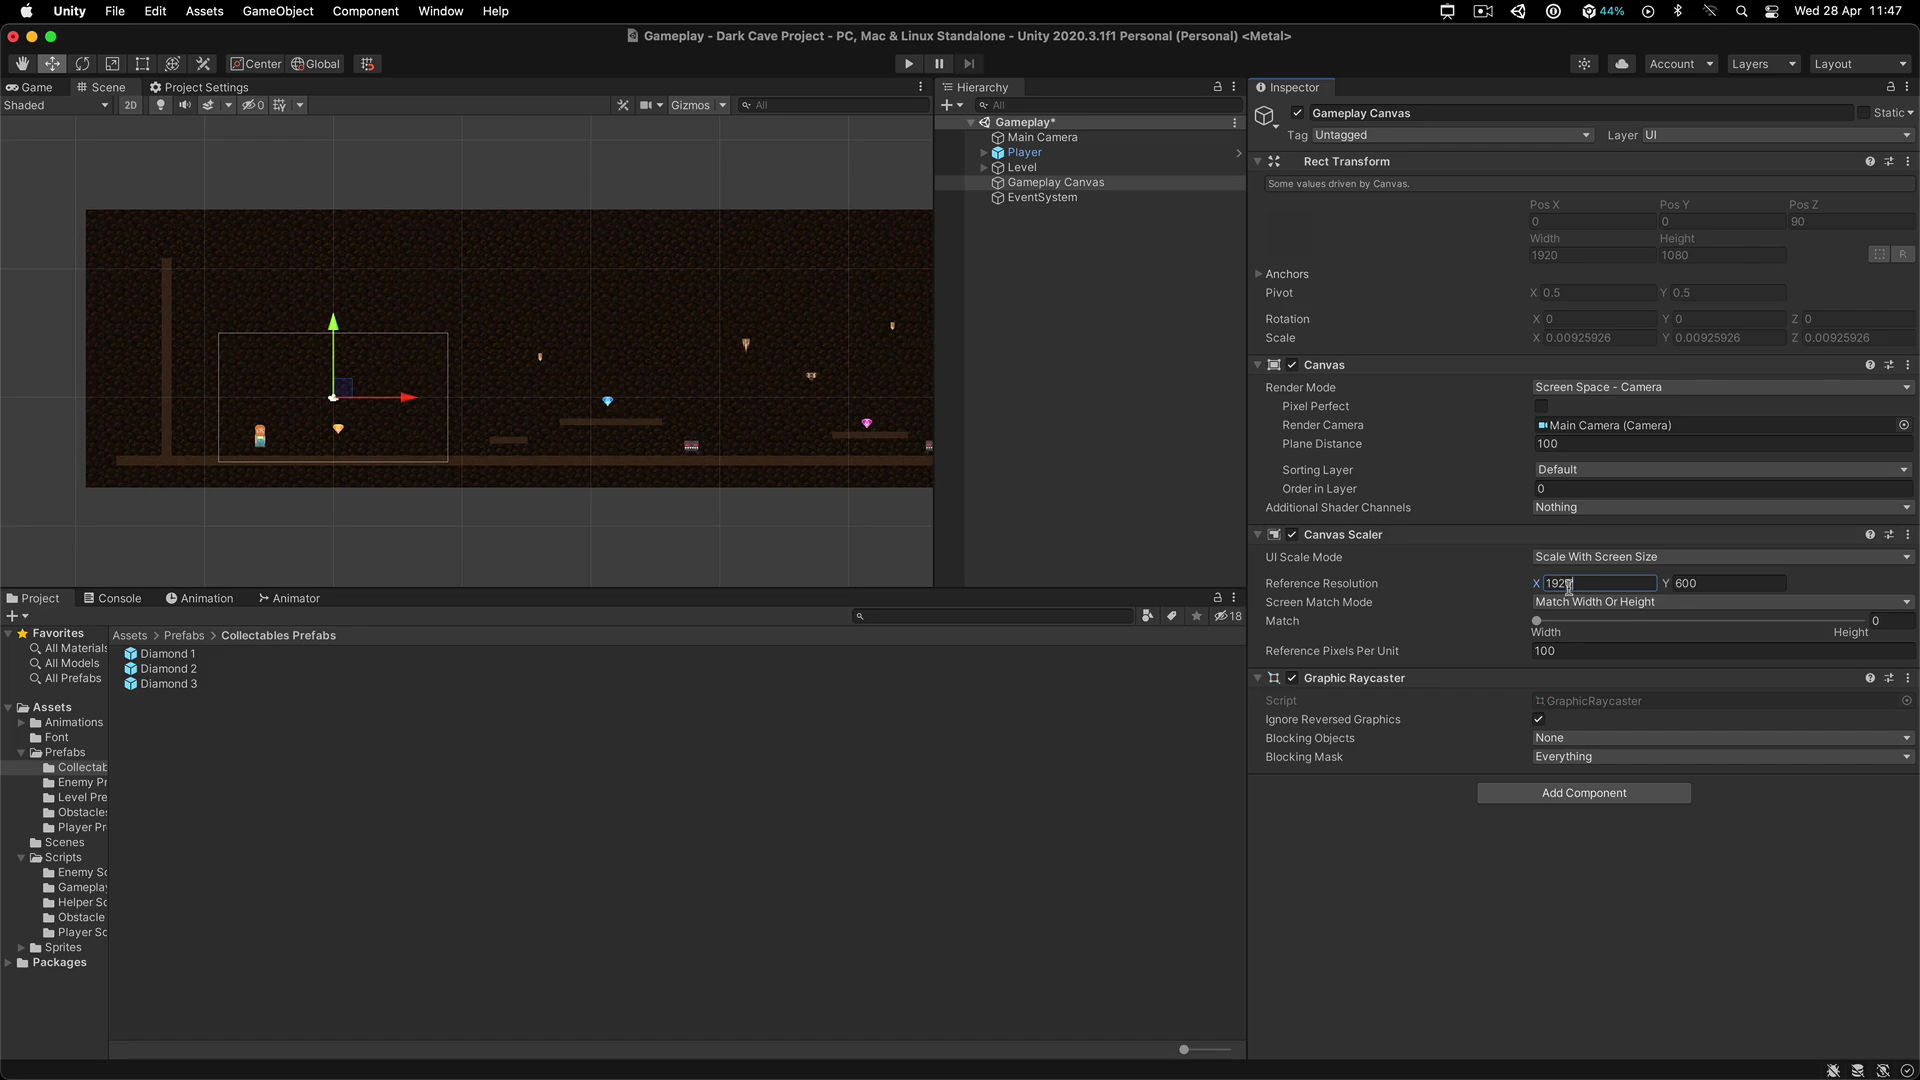 Unity File Edit Assets GameObject Component Window Help 44% Wed 28 Apr 11:47
Gameplay - Dark Cave Project - PC, Mac & Linux Standalone - Unity 2020.3.1f1 Personal (Personal) <Metal>
Center Global Account Layers Layout
Game Scene Project Settings
Shaded 2D 0 Gizmos All
Hierarchy
All
Gameplay*
Main Camera
Player
Level
Gameplay Canvas
EventSystem
Inspector
Gameplay Canvas Static
Tag Untagged Layer UI
Rect Transform
Some values driven by Canvas.
Pos X Pos Y Pos Z
0 0 90
Width Height
1920 1080 R
Anchors
Pivot X 0.5 Y 0.5
Rotation X 0 Y 0 Z 0
Scale X 0.00925926 Y 0.00925926 Z 0.00925926
Canvas
Render Mode Screen Space - Camera
Pixel Perfect
Render Camera Main Camera (Camera)
Plane Distance 100
Sorting Layer Default
Order in Layer 0
Additional Shader Channels Nothing
Canvas Scaler
UI Scale Mode Scale With Screen Size
Reference Resolution X 1920 Y 600
Screen Match Mode Match Width Or Height
Match 0
Width Height
Reference Pixels Per Unit 100
Graphic Raycaster
Script GraphicRaycaster
Ignore Reversed Graphics
Blocking Objects None
Blocking Mask Everything
Add Component
Project Console Animation Animator
18
Favorites
All Materials
All Models
All Prefabs
Assets
Animations
Font
Prefabs
Collectab
Enemy Pr
Level Pre
Obstacles
Player Pr
Scenes
Scripts
Enemy Sc
Gameplay
Helper Sc
Obstacle
Player Sc
Sprites
Packages
Assets > Prefabs > Collectables Prefabs
Diamond 1
Diamond 2
Diamond 3